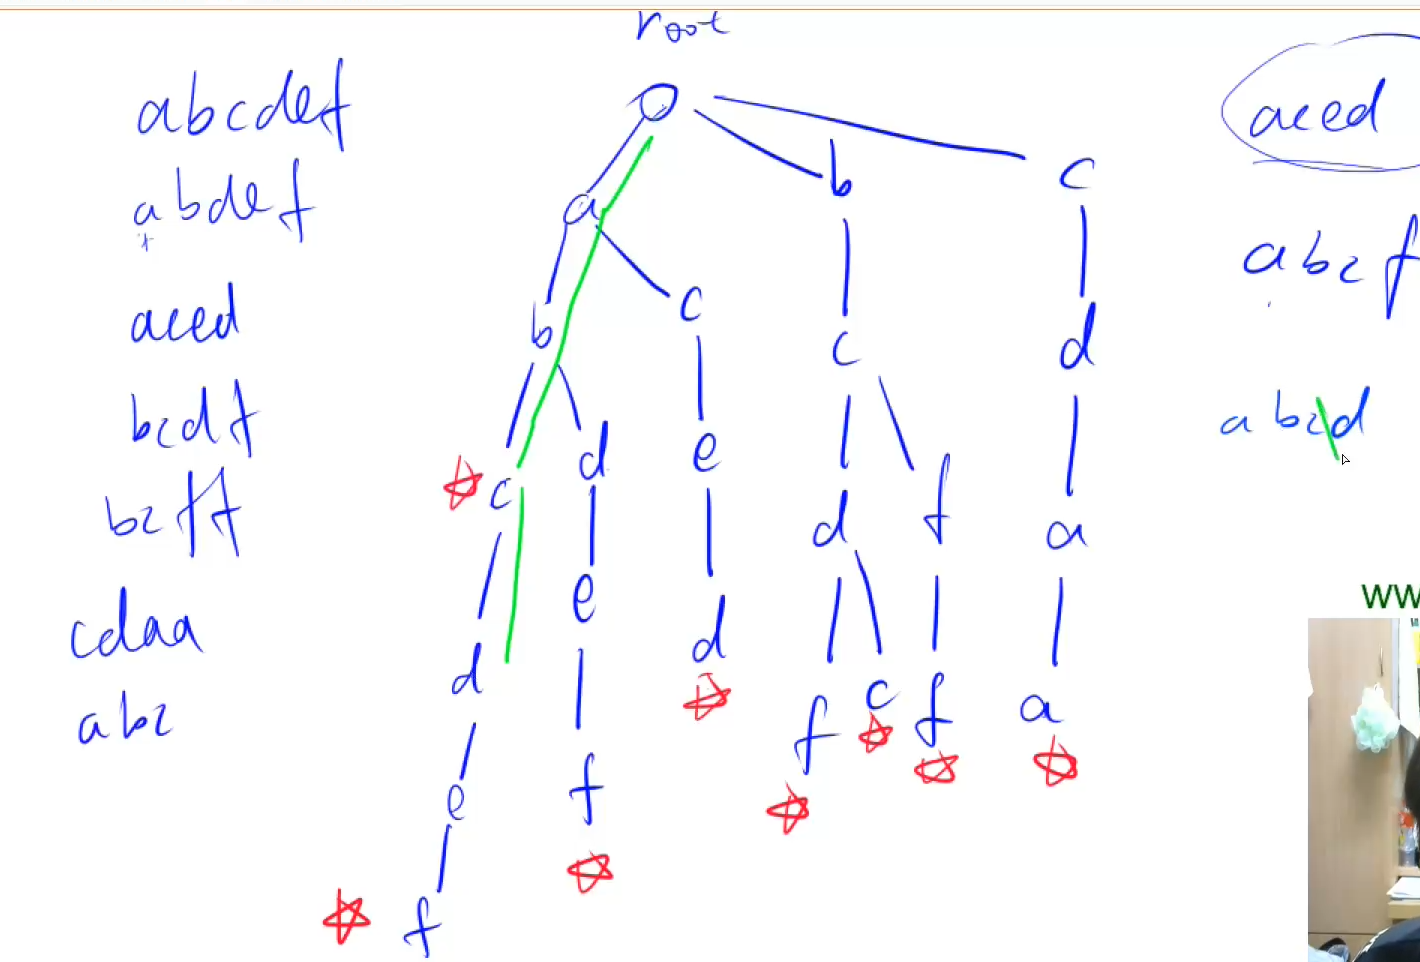 abcdef
abdef
aced
bcdf
bcff
cdaa
abc
root
a b c
b c c d
c d e d f a
d e d f c f a
e f
f
aced
abcf
abcd
WW